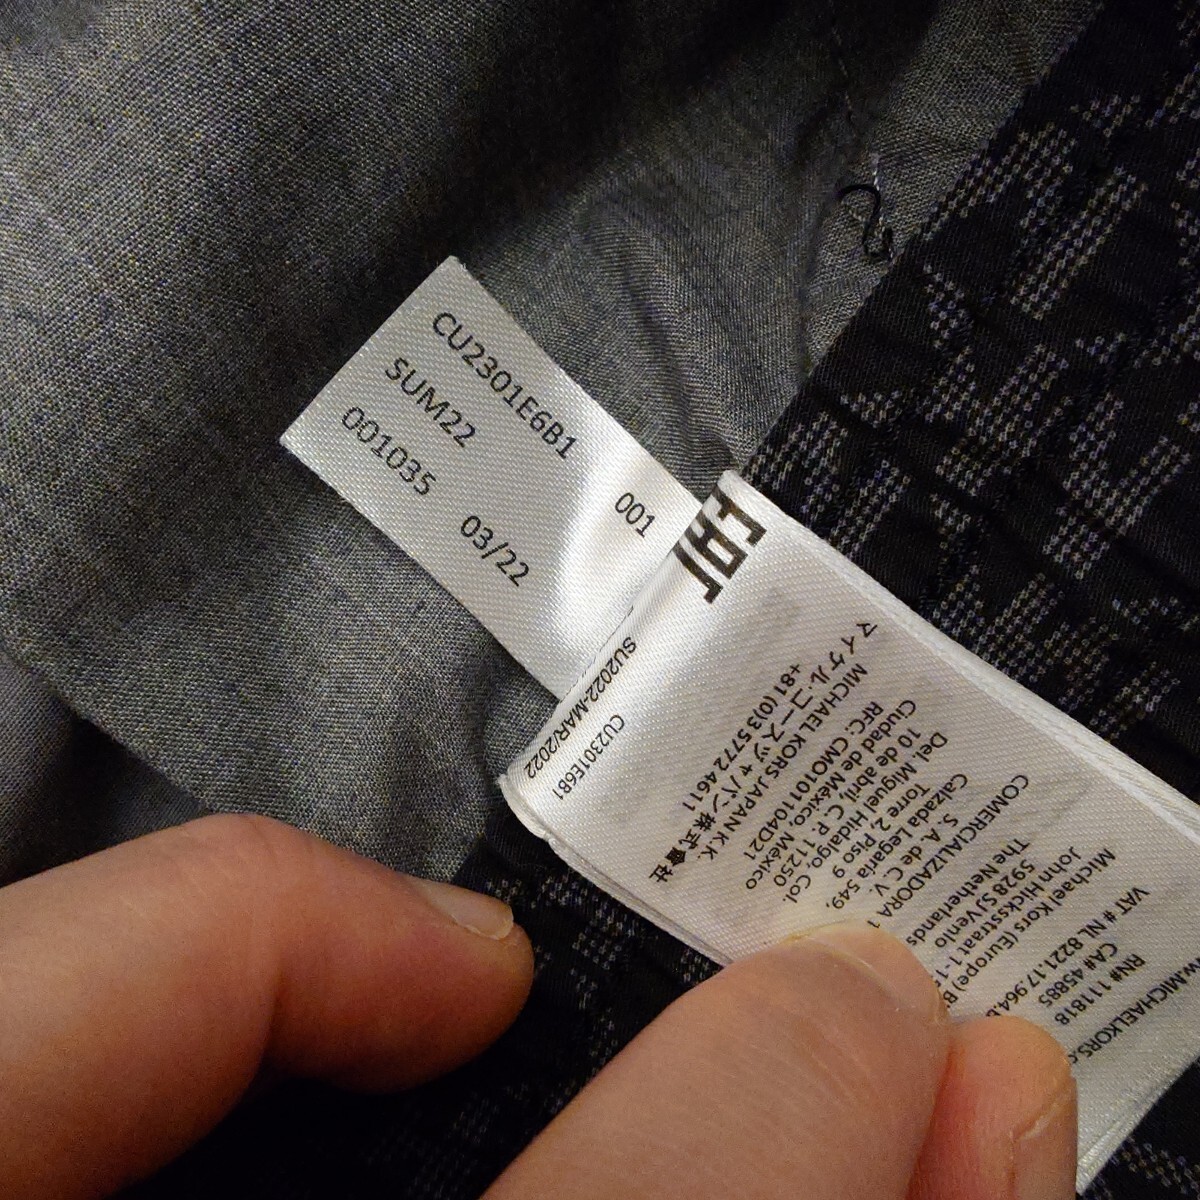 CU2301E6B1
001
SUM22
001035
03/22
EAC
SU2022-MAR/2022
CU2301E6B1
マイケル・コースジャパン株式會社
MICHAEL KORS JAPAN K.K.
+81 (0)3 5772 4611
COMERCIALIZADORA 1
S. A. de C.V.
Calzada Legaria 549,
Torre 2, Piso 9
Del. Miguel Hidalgo, Col.
10 de abril, C.P. 11250
Ciudad de México, México
RFC: CMO101104D21
Michael Kors (Europe)
John Hicksstraat 1-1
5928 SJ Venlo
The Netherlands
VAT # NL 8221.17.964.
CA# 45885
RN# 111818
MICHAELKORS.